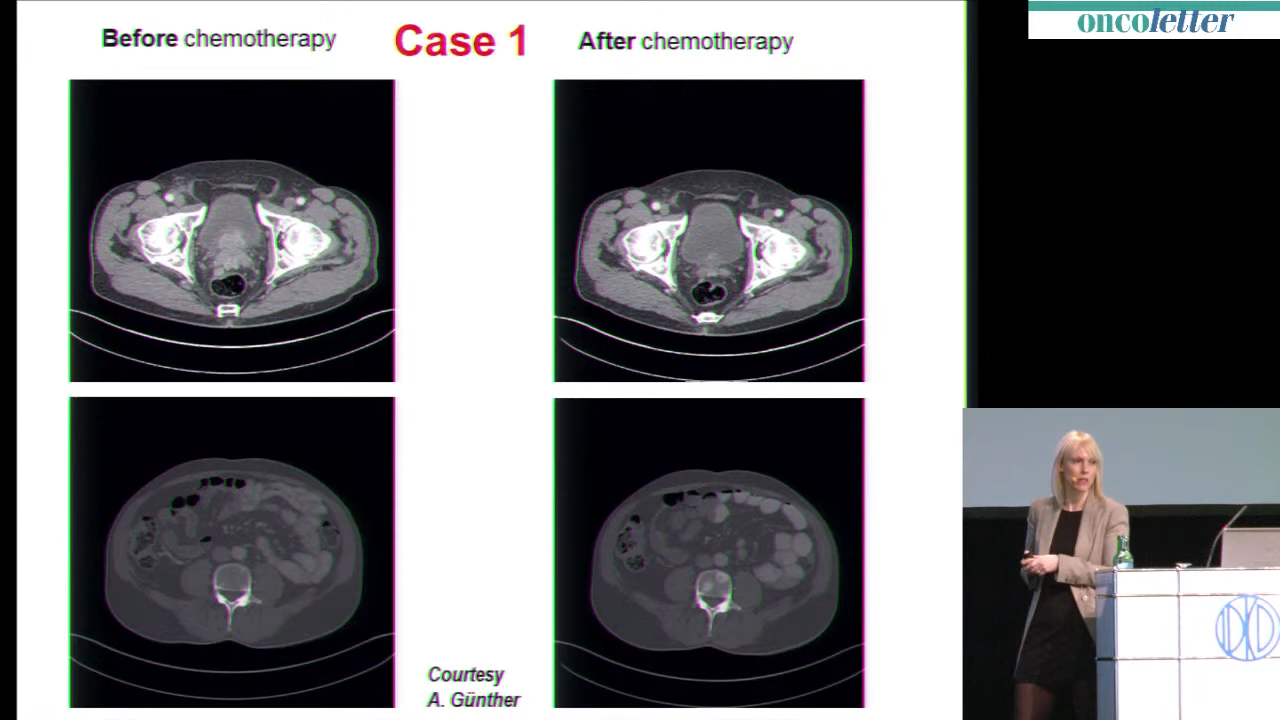 oncoletter
Before chemotherapy
Case 1
After chemotherapy
Courtesy
A. Günther